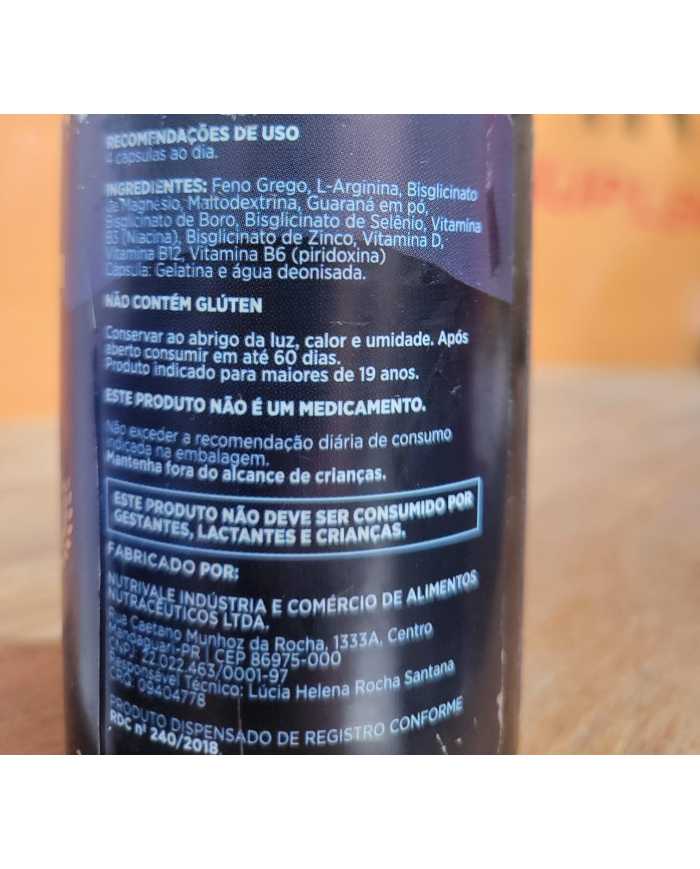 RECOMENDAÇÕES DE USO
4 cápsulas ao dia.
INGREDIENTES: Feno Grego, L-Arginina, Bisglicinato
de Magnésio, Maltodextrina, Guaraná em pó,
Bisglicinato de Boro, Bisglicinato de Selênio, Vitamina
B3 (Niacina), Bisglicinato de Zinco, Vitamina D,
Vitamina B12, Vitamina B6 (piridoxina)
Cápsula: Gelatina e água deonisada.
NÃO CONTÉM GLÚTEN
Conservar ao abrigo da luz, calor e umidade. Após
aberto consumir em até 60 dias.
Produto indicado para maiores de 19 anos.
ESTE PRODUTO NÃO É UM MEDICAMENTO.
Não exceder a recomendação diária de consumo
indicada na embalagem.
Mantenha fora do alcance de crianças.
ESTE PRODUTO NÃO DEVE SER CONSUMIDO POR
GESTANTES, LACTANTES E CRIANÇAS.
FABRICADO POR:
NUTRIVALE INDÚSTRIA E COMÉRCIO DE ALIMENTOS
NUTRACÊUTICOS LTDA.
Rua Caetano Munhoz da Rocha, 1333A, Centro
Mandaguari-PR | CEP 86975-000
CNPJ 22.022.463/0001-97
Responsável Técnico: Lúcia Helena Rocha Santana
09404778
PRODUTO DISPENSADO DE REGISTRO CONFORME
RDC nº 240/2018.